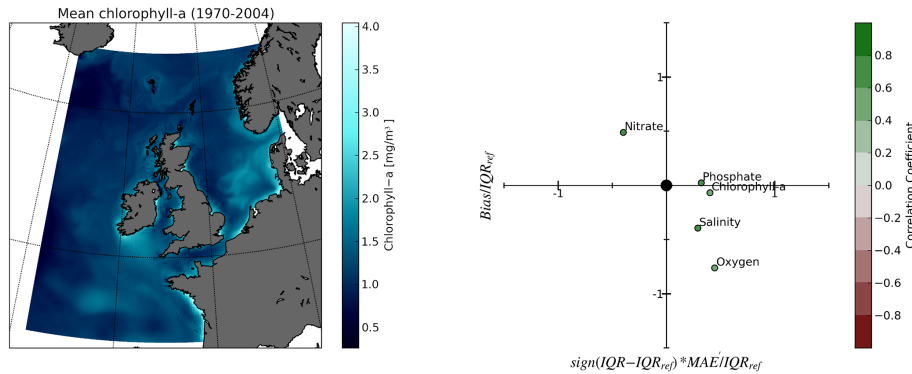 Mean chlorophyll-a (1970-2004)
4.0
3.5
3.0
2.5
2.0
1.5
1.0
0.5
Chlorophyll−a [mg/m³ ]
1
-1
-1
1
Nitrate
Phosphate
Chlorophyll-a
Salinity
Oxygen
Bias/IQR_ref
sign(IQR−IQR_ref)*MAE′/IQR_ref
0.8
0.6
0.4
0.2
0.0
−0.2
−0.4
−0.6
−0.8
Correlation Coefficient